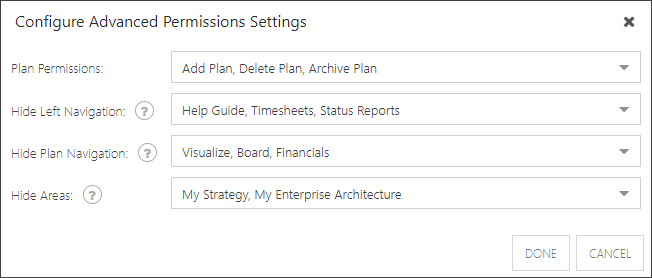 Configure Advanced Permissions Settings
Plan Permissions: Add Plan, Delete Plan, Archive Plan
Hide Left Navigation: ? Help Guide, Timesheets, Status Reports
Hide Plan Navigation: ? Visualize, Board, Financials
Hide Areas: ? My Strategy, My Enterprise Architecture
DONE CANCEL